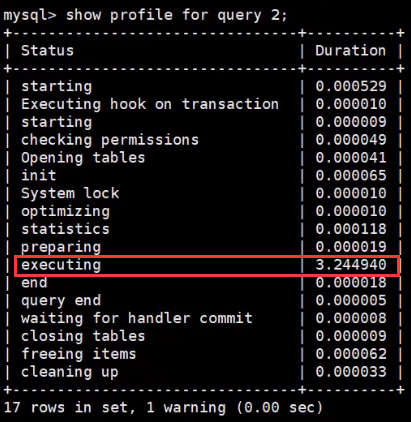 mysql> show profile for query 2;
+--------------------------------+----------+
| Status                         | Duration |
+--------------------------------+----------+
| starting                       | 0.000529 |
| Executing hook on transaction  | 0.000010 |
| starting                       | 0.000009 |
| checking permissions           | 0.000049 |
| Opening tables                 | 0.000041 |
| init                           | 0.000065 |
| System lock                    | 0.000010 |
| optimizing                     | 0.000010 |
| statistics                     | 0.000118 |
| preparing                      | 0.000019 |
| executing                      | 3.244940 |
| end                            | 0.000018 |
| query end                      | 0.000005 |
| waiting for handler commit     | 0.000008 |
| closing tables                 | 0.000009 |
| freeing items                  | 0.000062 |
| cleaning up                    | 0.000033 |
+--------------------------------+----------+
17 rows in set, 1 warning (0.00 sec)